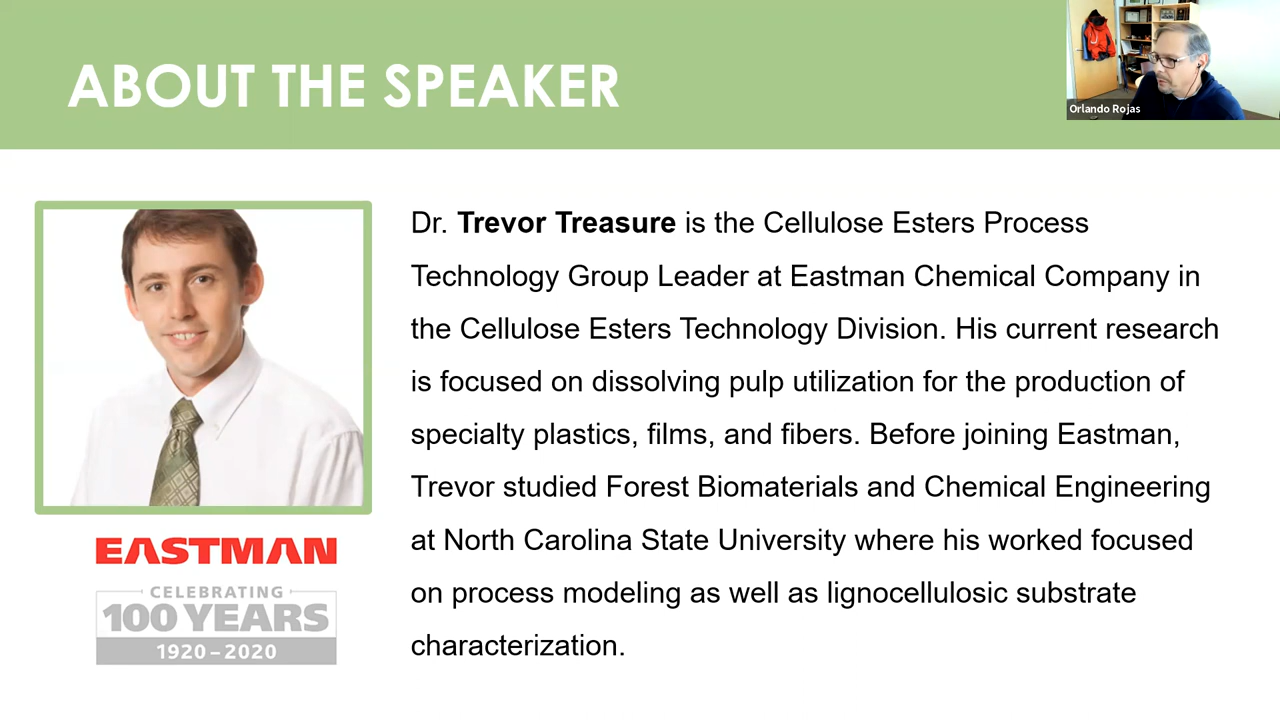 ABOUT THE SPEAKER
Orlando Rojas
Dr. Trevor Treasure is the Cellulose Esters Process
Technology Group Leader at Eastman Chemical Company in
the Cellulose Esters Technology Division. His current research
is focused on dissolving pulp utilization for the production of
specialty plastics, films, and fibers. Before joining Eastman,
Trevor studied Forest Biomaterials and Chemical Engineering
at North Carolina State University where his worked focused
on process modeling as well as lignocellulosic substrate
characterization.
EASTMAN
CELEBRATING
100 YEARS
1920–2020